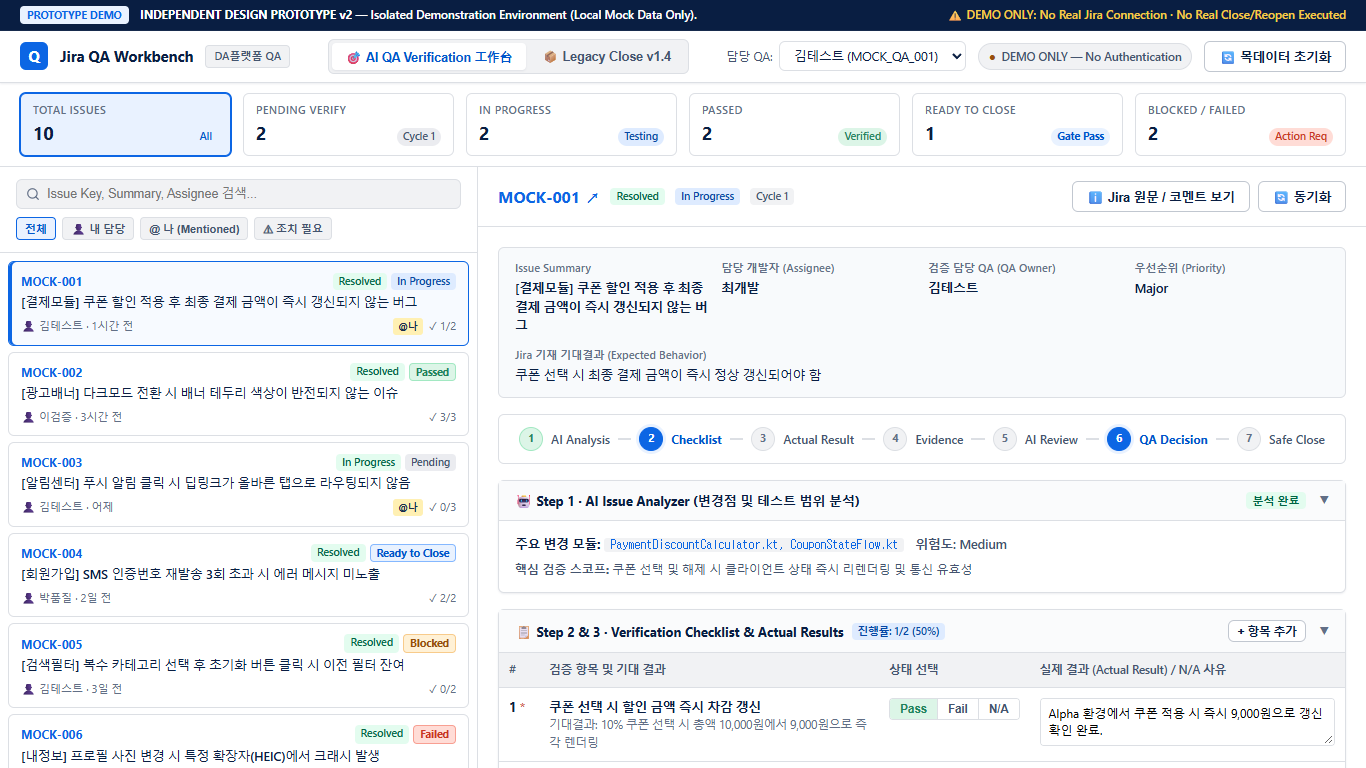 PROTOTYPE DEMO INDEPENDENT DESIGN PROTOTYPE v2 — Isolated Demonstration Environment (Local Mock Data Only). ⚠ DEMO ONLY: No Real Jira Connection · No Real Close/Reopen Executed
Q Jira QA Workbench DA플랫폼 QA 🎯 AI QA Verification 工作台 📦 Legacy Close v1.4 담당 QA: 김테스트 (MOCK_QA_001) ● DEMO ONLY — No Authentication 🔄 목데이터 초기화
TOTAL ISSUES
10 All
PENDING VERIFY
2 Cycle 1
IN PROGRESS
2 Testing
PASSED
2 Verified
READY TO CLOSE
1 Gate Pass
BLOCKED / FAILED
2 Action Req
Issue Key, Summary, Assignee 검색...
전체 👤 내 담당 @ 나 (Mentioned) ⚠ 조치 필요
MOCK-001 Resolved In Progress
[결제모듈] 쿠폰 할인 적용 후 최종 결제 금액이 즉시 갱신되지 않는 버그
👤 김테스트 · 1시간 전 @나 ✓ 1/2
MOCK-002 Resolved Passed
[광고배너] 다크모드 전환 시 배너 테두리 색상이 반전되지 않는 이슈
👤 이검증 · 3시간 전 ✓ 3/3
MOCK-003 In Progress Pending
[알림센터] 푸시 알림 클릭 시 딥링크가 올바른 탭으로 라우팅되지 않음
👤 김테스트 · 어제 @나 ✓ 0/3
MOCK-004 Resolved Ready to Close
[회원가입] SMS 인증번호 재발송 3회 초과 시 에러 메시지 미노출
👤 박품질 · 2일 전 ✓ 2/2
MOCK-005 Resolved Blocked
[검색필터] 복수 카테고리 선택 후 초기화 버튼 클릭 시 이전 필터 잔여
👤 김테스트 · 3일 전 ✓ 0/2
MOCK-006 Resolved Failed
[내정보] 프로필 사진 변경 시 특정 확장자(HEIC)에서 크래시 발생
MOCK-001 ↗ Resolved In Progress Cycle 1 ℹ Jira 원문 / 코멘트 보기 🔄 동기화
Issue Summary
[결제모듈] 쿠폰 할인 적용 후 최종
결제 금액이 즉시 갱신되지 않는 버
그
담당 개발자 (Assignee)
최개발
검증 담당 QA (QA Owner)
김테스트
우선순위 (Priority)
Major
Jira 기재 기대결과 (Expected Behavior)
쿠폰 선택 시 최종 결제 금액이 즉시 정상 갱신되어야 함
1 AI Analysis 2 Checklist 3 Actual Result 4 Evidence 5 AI Review 6 QA Decision 7 Safe Close
🤖 Step 1 · AI Issue Analyzer (변경점 및 테스트 범위 분석) 분석 완료 ▼
주요 변경 모듈: PaymentDiscountCalculator.kt, CouponStateFlow.kt 위험도: Medium
핵심 검증 스코프: 쿠폰 선택 및 해제 시 클라이언트 상태 즉시 리렌더링 및 통신 유효성
📋 Step 2 & 3 · Verification Checklist & Actual Results 진행률: 1/2 (50%) + 항목 추가 ▼
# 검증 항목 및 기대 결과 상태 선택 실제 결과 (Actual Result) / N/A 사유
1 * 쿠폰 선택 시 할인 금액 즉시 차감 갱신
기대결과: 10% 쿠폰 선택 시 총액 10,000원에서 9,000원으로 즉
각 렌더링
Pass Fail N/A
Alpha 환경에서 쿠폰 적용 시 즉시 9,000원으로 갱신
확인 완료.